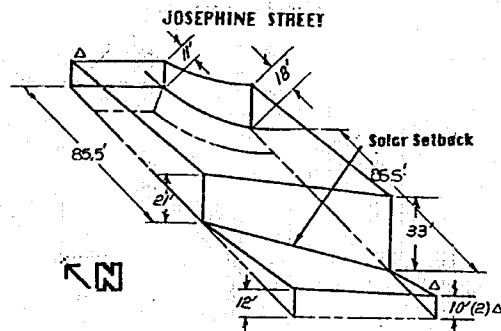 JOSEPHINE STREET
Δ
11'
18'
Solar Setback
85.5'
85.5'
21'
33'
N
12'
Δ
10'(2)Δ